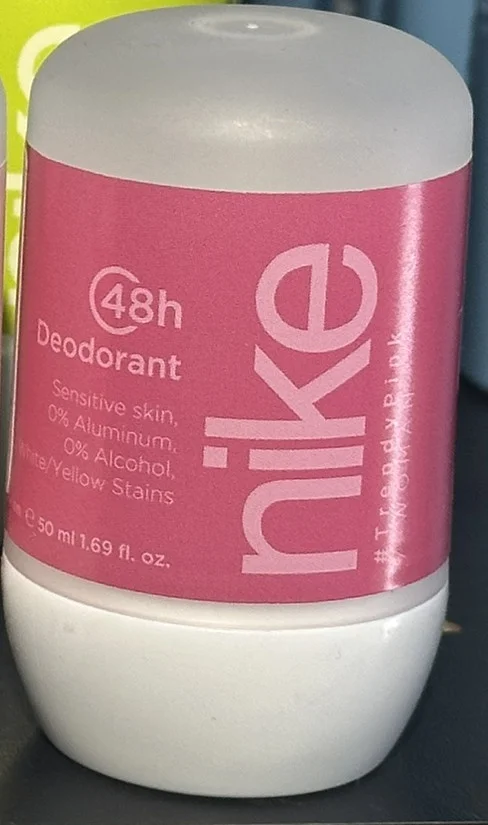 48h
Deodorant
Sensitive skin,
0% Aluminum,
0% Alcohol,
White/Yellow Stains
℮ 50 ml 1.69 fl. oz.
nike
#TrendyPink
WOMAN